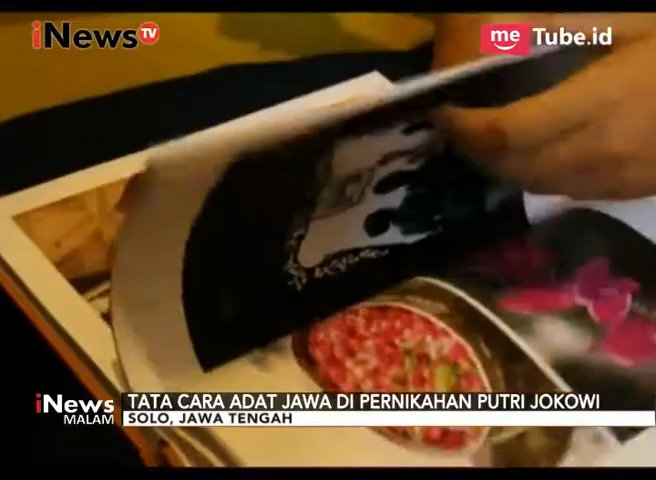 iNews TV
me Tube.id
iNews MALAM
TATA CARA ADAT JAWA DI PERNIKAHAN PUTRI JOKOWI
SOLO, JAWA TENGAH